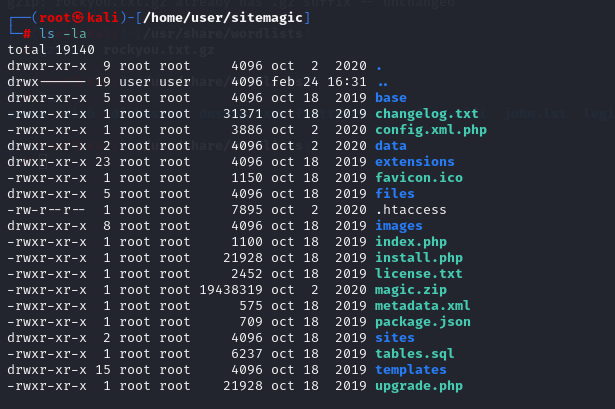 gzip: rockyou.txt.gz already has .gz suffix -- unchanged
┌──(root㉿kali)-[/home/user/sitemagic]
└─# ls -la
total 19140
drwxr-xr-x  9 root root     4096 oct  2  2020 .
drwx------ 19 user user     4096 feb 24 16:31 ..
drwxr-xr-x  5 root root     4096 oct 18  2019 base
-rwxr-xr-x  1 root root    31371 oct 18  2019 changelog.txt
-rwxr-xr-x  1 root root     3886 oct  2  2020 config.xml.php
drwxr-xr-x  2 root root     4096 oct  2  2020 data
drwxr-xr-x 23 root root     4096 oct 18  2019 extensions
-rwxr-xr-x  1 root root     1150 oct 18  2019 favicon.ico
drwxr-xr-x  5 root root     4096 oct 18  2019 files
-rw-r--r--  1 root root     7895 oct  2  2020 .htaccess
drwxr-xr-x  8 root root     4096 oct 18  2019 images
-rwxr-xr-x  1 root root     1100 oct 18  2019 index.php
-rwxr-xr-x  1 root root    21928 oct 18  2019 install.php
-rwxr-xr-x  1 root root     2452 oct 18  2019 license.txt
-rwxr-xr-x  1 root root 19438319 oct  2  2020 magic.zip
-rwxr-xr-x  1 root root      575 oct 18  2019 metadata.xml
-rwxr-xr-x  1 root root      709 oct 18  2019 package.json
drwxr-xr-x  2 root root     4096 oct 18  2019 sites
-rwxr-xr-x  1 root root     6237 oct 18  2019 tables.sql
drwxr-xr-x 15 root root     4096 oct 18  2019 templates
-rwxr-xr-x  1 root root    21928 oct 18  2019 upgrade.php